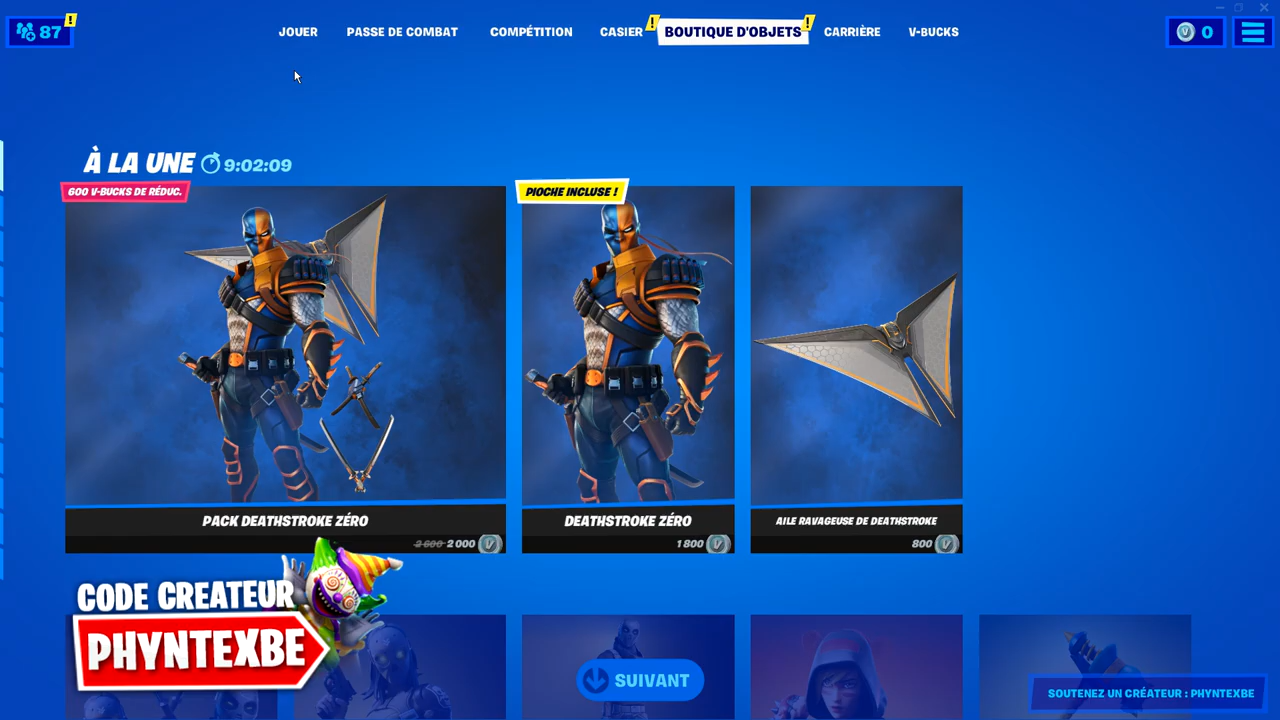 87
!
JOUER
PASSE DE COMBAT
COMPÉTITION
CASIER
!
BOUTIQUE D'OBJETS
!
CARRIÈRE
V-BUCKS
0
À LA UNE 9:02:09
600 V-BUCKS DE RÉDUC.
PIOCHE INCLUSE !
PACK DEATHSTROKE ZÉRO
2 600 2 000
DEATHSTROKE ZÉRO
1 800
AILE RAVAGEUSE DE DEATHSTROKE
800
CODE CREATEUR
PHYNTEXBE
SUIVANT
SOUTENEZ UN CRÉATEUR : PHYNTEXBE